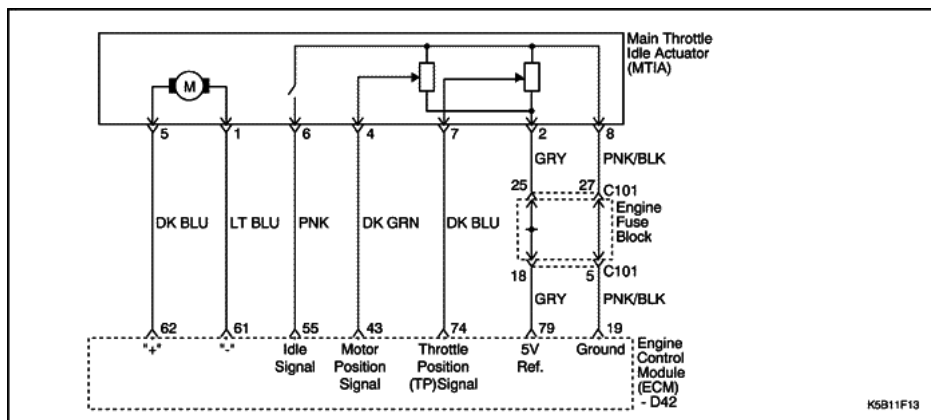 Main Throttle
Idle Actuator
(MTIA)
M
5 1 6 4 7 2 8
GRY PNK/BLK
25 27 C101
DK BLU LT BLU PNK DK GRN DK BLU
Engine
Fuse
Block
18 5 C101
GRY PNK/BLK
62 61 55 43 74 79 19
"+" "-" Idle
Signal
Motor
Position
Signal
Throttle
Position
(TP)Signal
5V
Ref.
Ground
Engine
Control
Module
(ECM)
- D42
K5B11F13